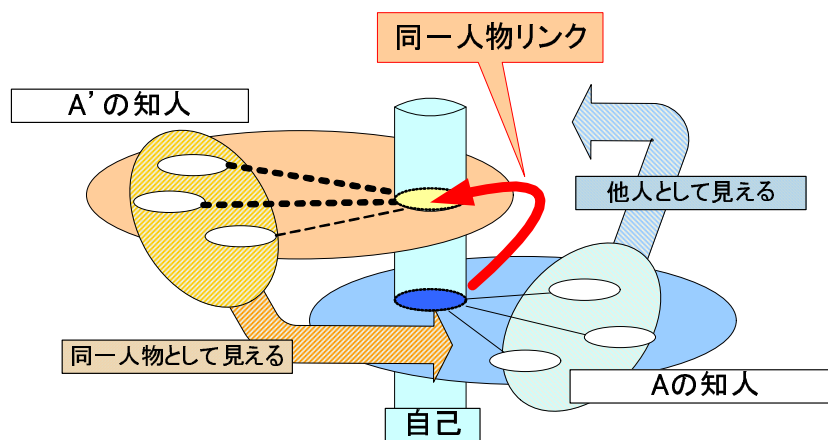 同一人物リンク
A’の知人
他人として見える
同一人物として見える
Aの知人
自己